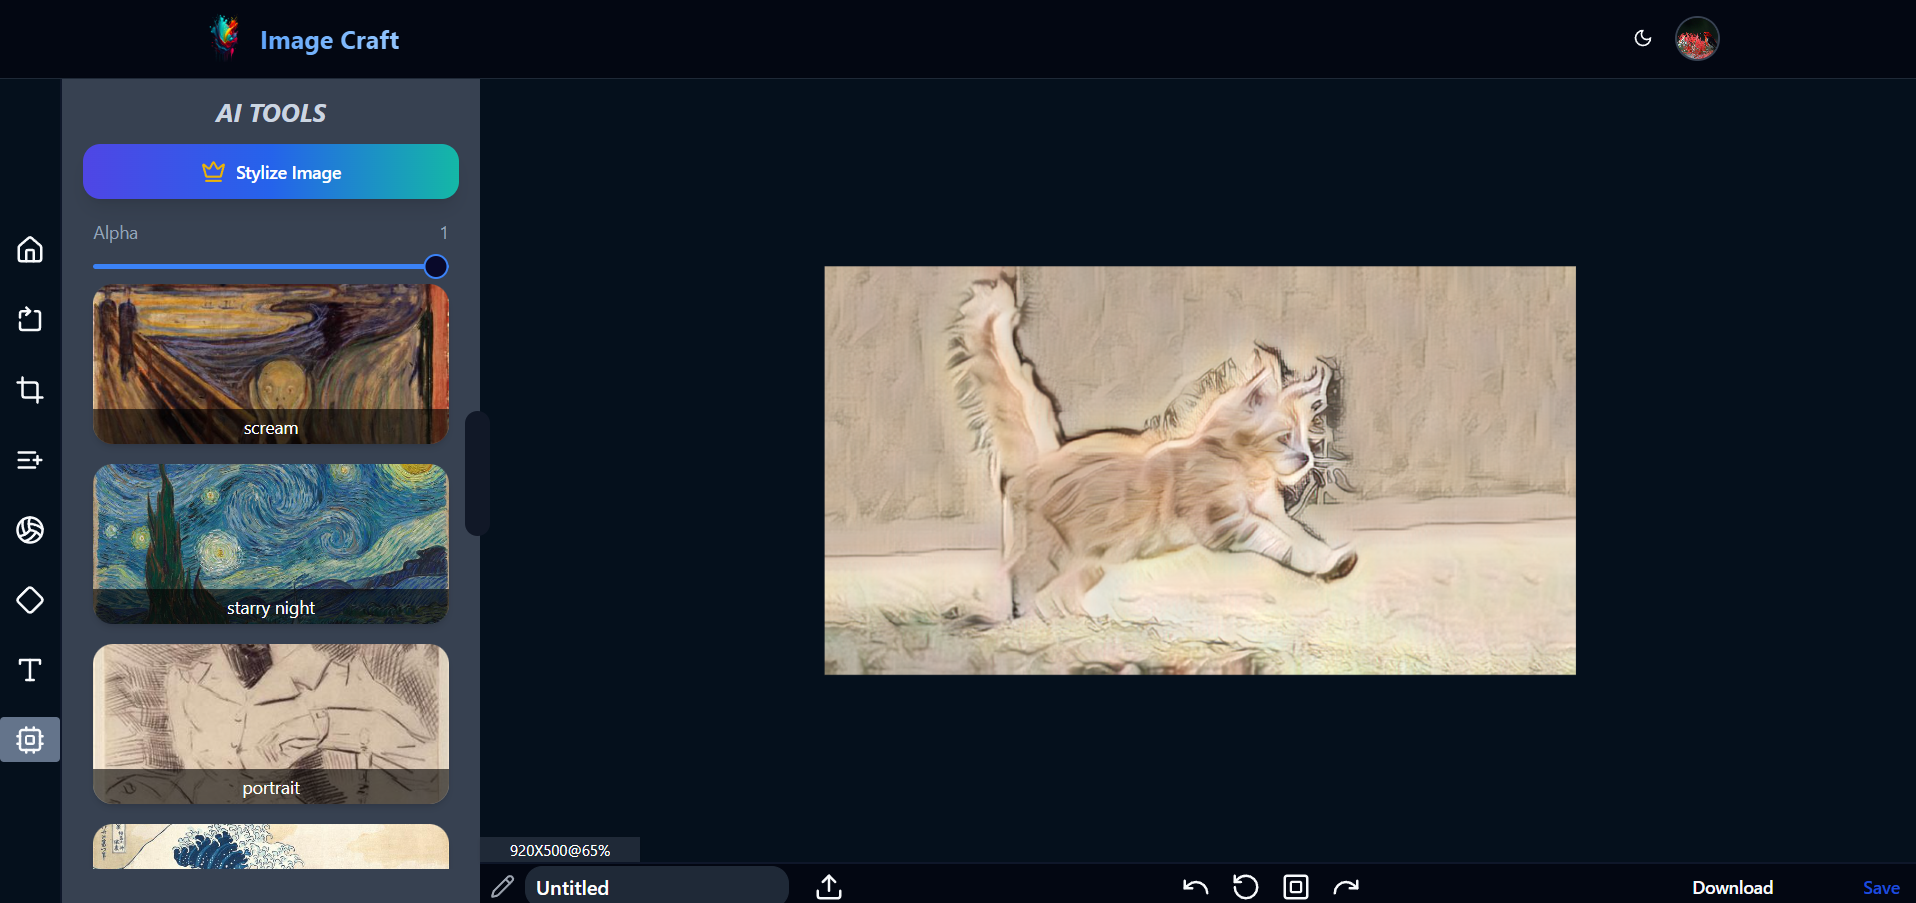 Image Craft
AI TOOLS
Stylize Image
Alpha
1
scream
starry night
portrait
920X500@65%
Untitled
Download
Save